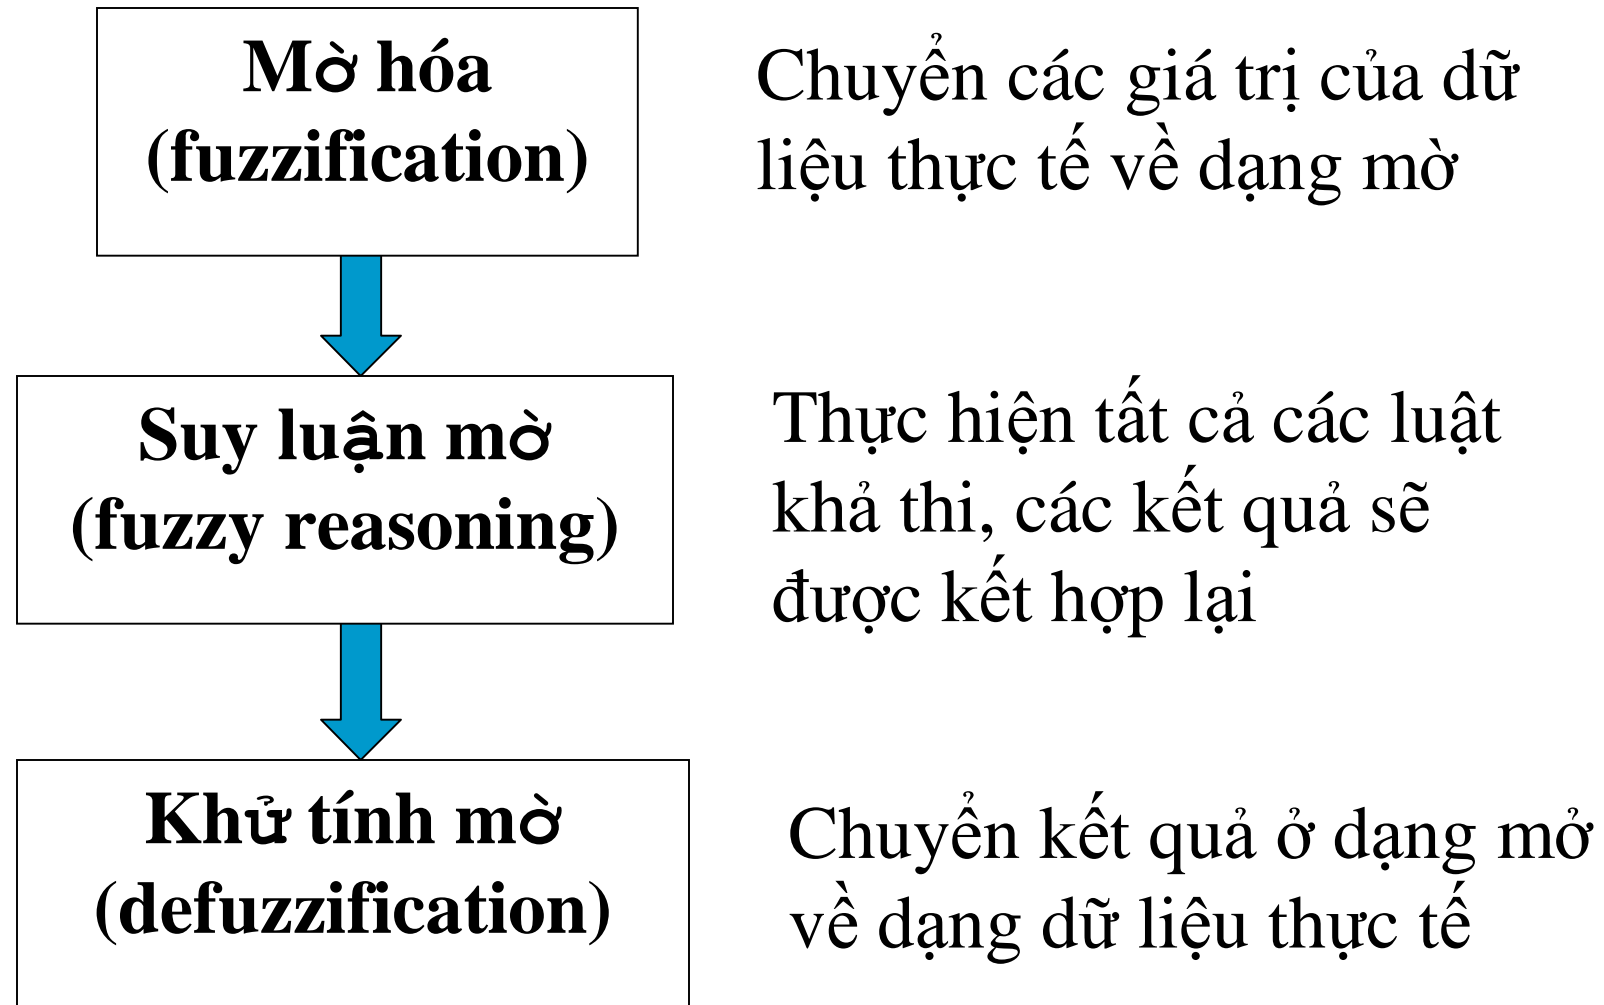 Mờ hóa
(fuzzification)
Chuyển các giá trị của dữ
liệu thực tế về dạng mờ
Suy luận mờ
(fuzzy reasoning)
Thực hiện tất cả các luật
khả thi, các kết quả sẽ
được kết hợp lại
Khử tính mờ
(defuzzification)
Chuyển kết quả ở dạng mở
về dạng dữ liệu thực tế